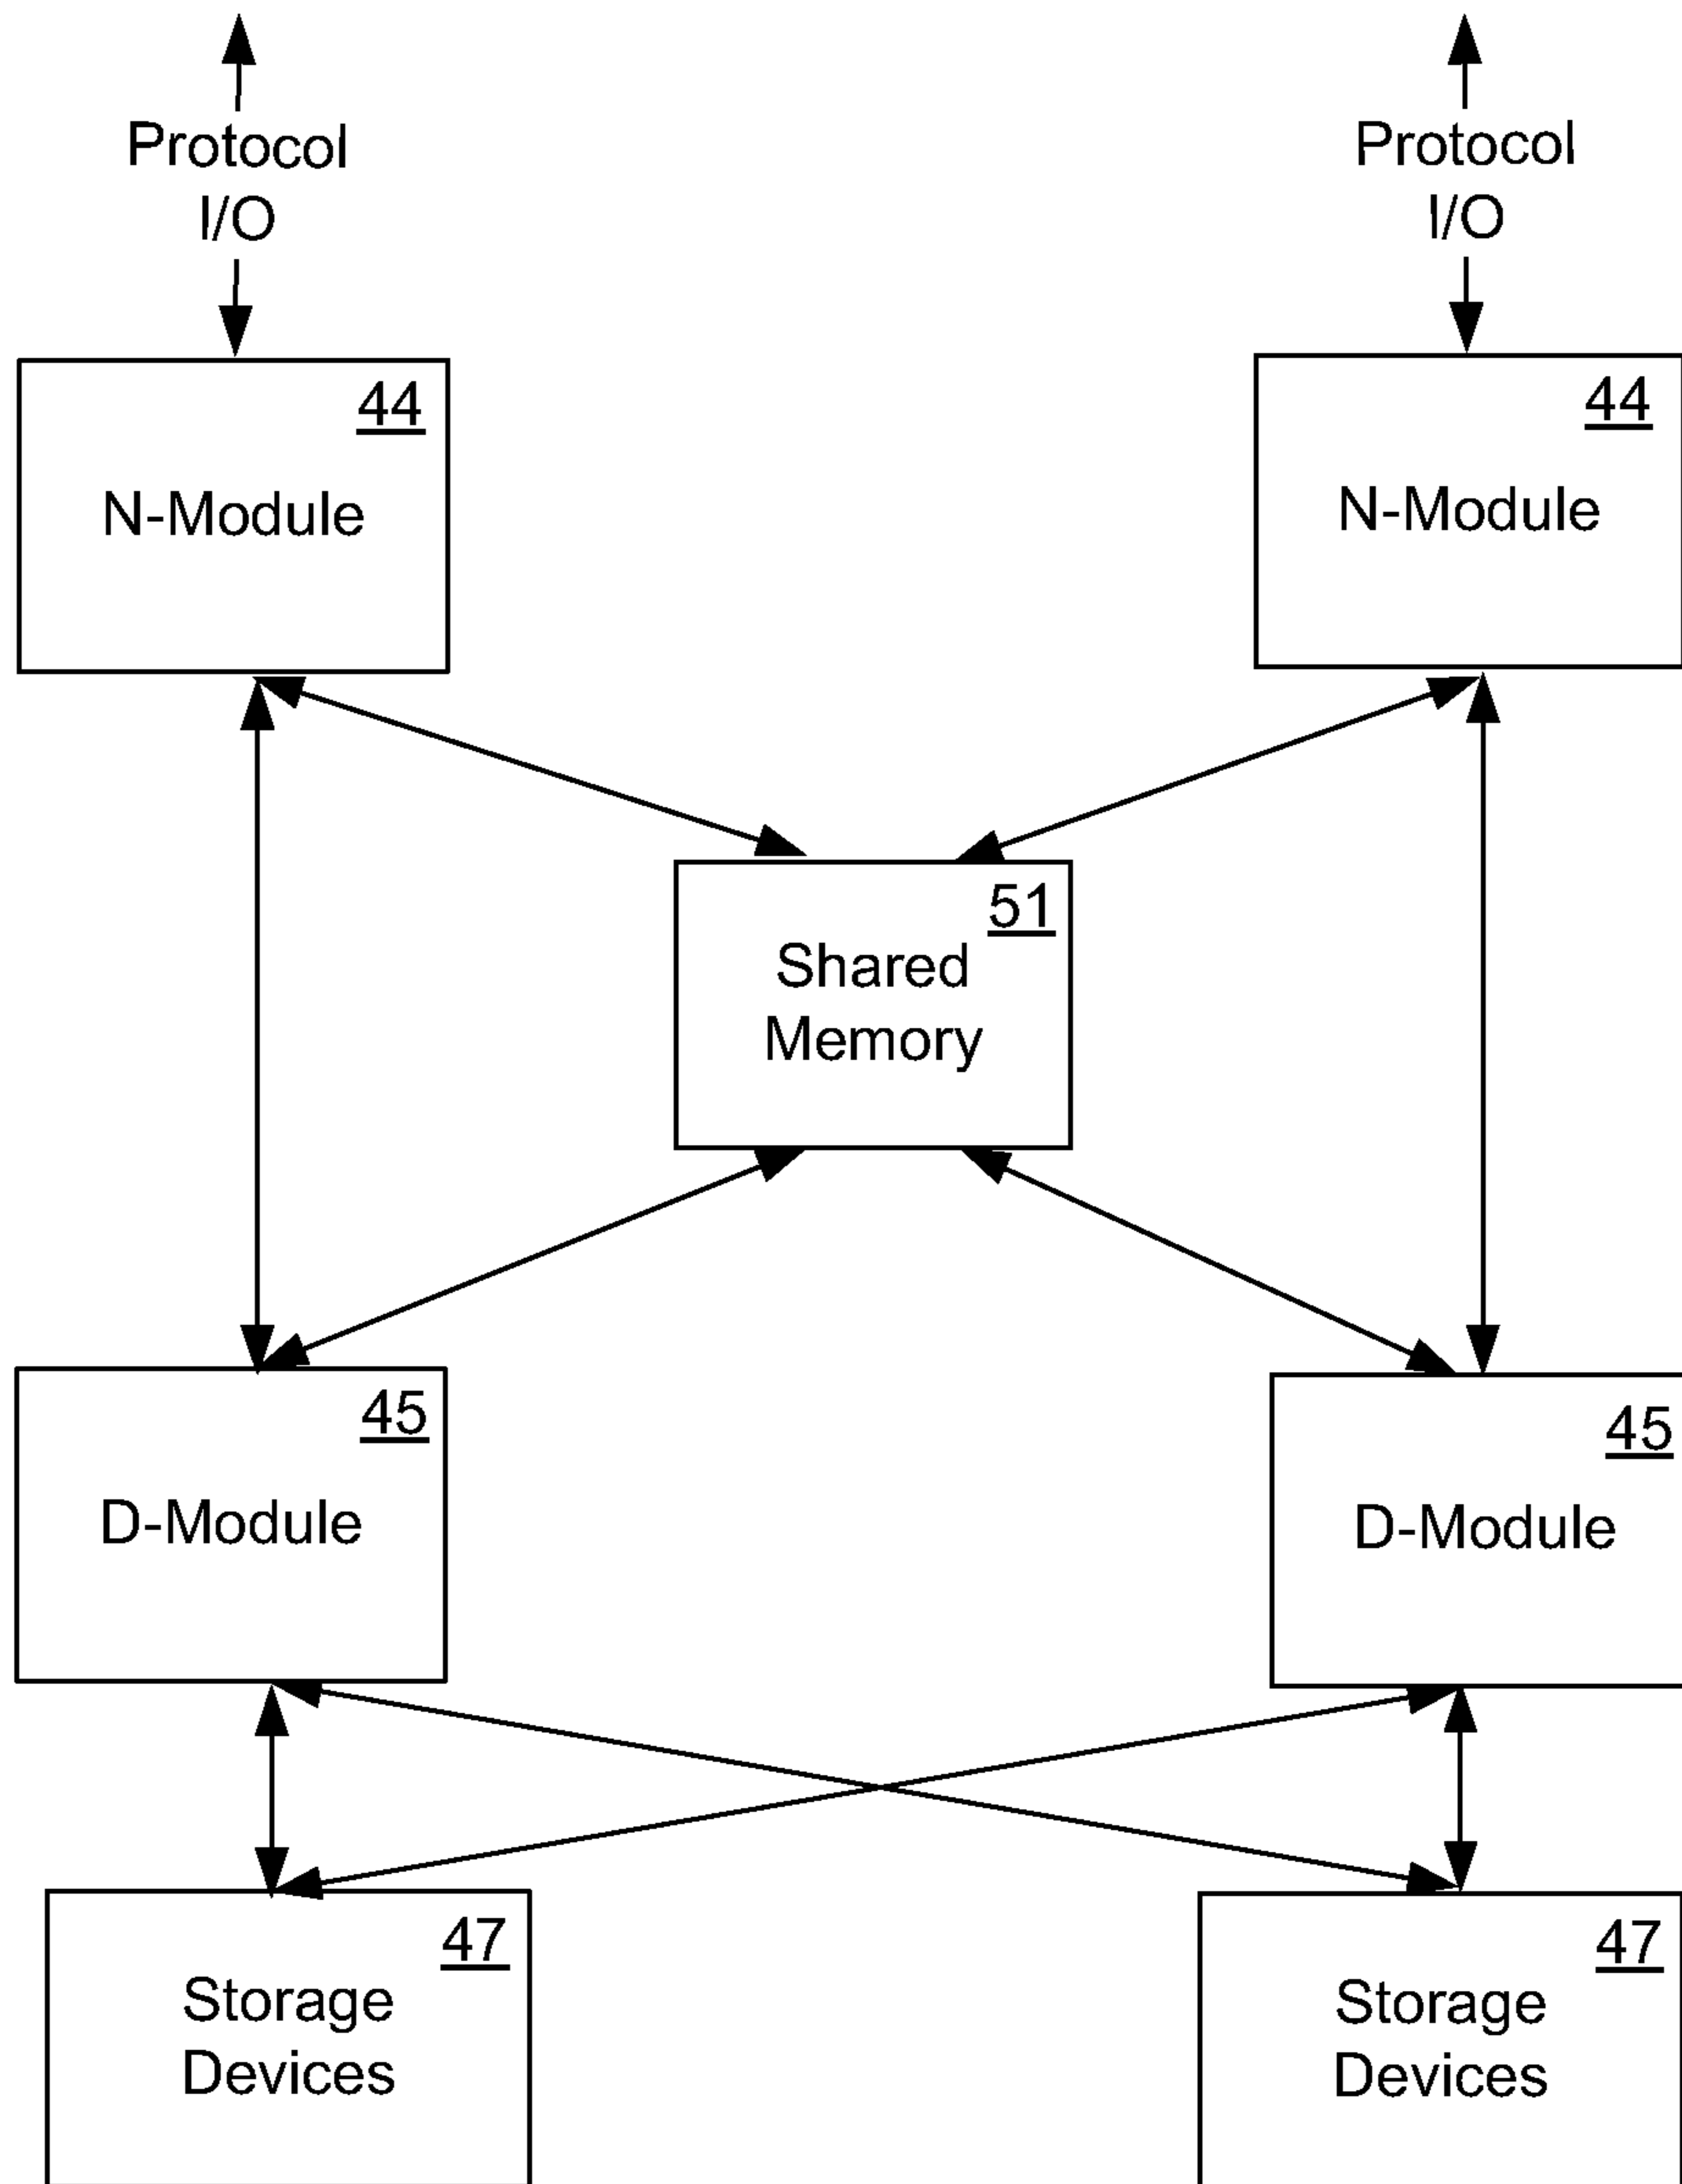 Protocol
I/O
Protocol
I/O
44
N-Module
44
N-Module
51
Shared
Memory
45
D-Module
45
D-Module
47
Storage
Devices
47
Storage
Devices